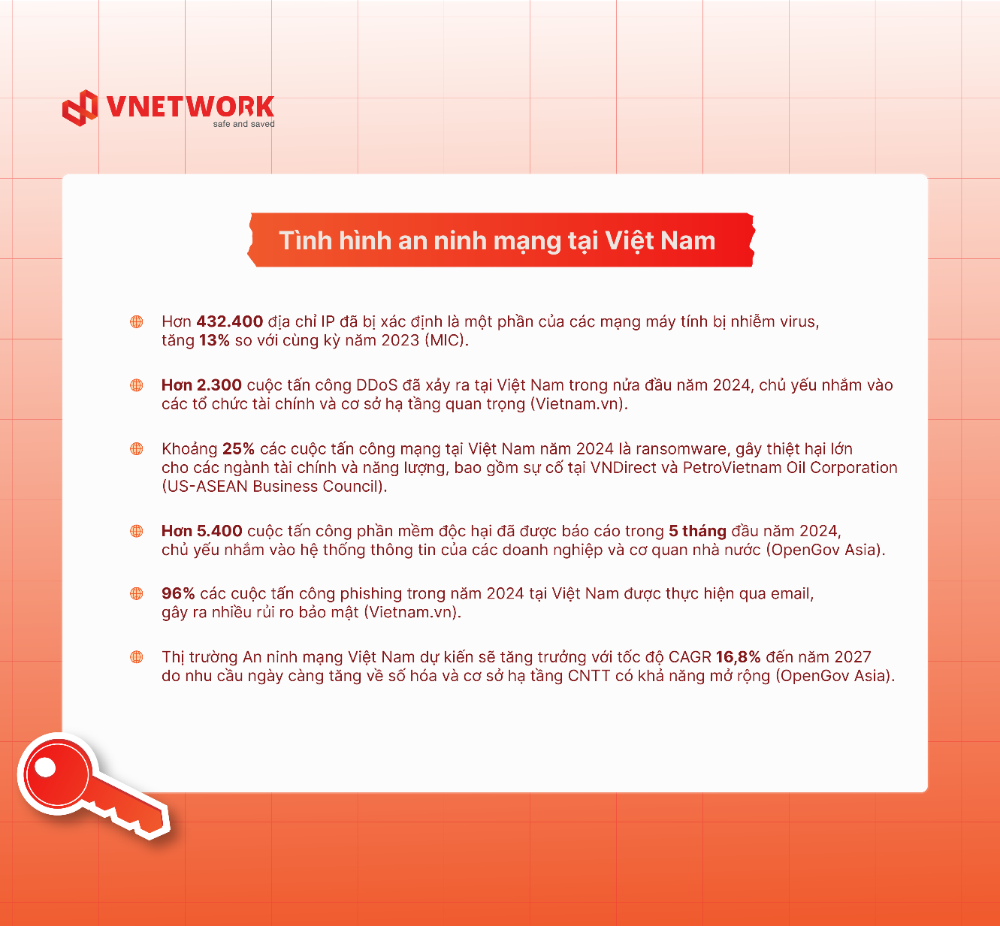 VNETWORK
safe and saved
Tình hình an ninh mạng tại Việt Nam
Hơn 432.400 địa chỉ IP đã bị xác định là một phần của các mạng máy tính bị nhiễm virus,
tăng 13% so với cùng kỳ năm 2023 (MIC).
Hơn 2.300 cuộc tấn công DDoS đã xảy ra tại Việt Nam trong nửa đầu năm 2024, chủ yếu nhắm vào
các tổ chức tài chính và cơ sở hạ tầng quan trọng (Vietnam.vn).
Khoảng 25% các cuộc tấn công mạng tại Việt Nam năm 2024 là ransomware, gây thiệt hại lớn
cho các ngành tài chính và năng lượng, bao gồm sự cố tại VNDirect và PetroVietnam Oil Corporation
(US-ASEAN Business Council).
Hơn 5.400 cuộc tấn công phần mềm độc hại đã được báo cáo trong 5 tháng đầu năm 2024,
chủ yếu nhắm vào hệ thống thông tin của các doanh nghiệp và cơ quan nhà nước (OpenGov Asia).
96% các cuộc tấn công phishing trong năm 2024 tại Việt Nam được thực hiện qua email,
gây ra nhiều rủi ro bảo mật (Vietnam.vn).
Thị trường An ninh mạng Việt Nam dự kiến sẽ tăng trưởng với tốc độ CAGR 16,8% đến năm 2027
do nhu cầu ngày càng tăng về số hóa và cơ sở hạ tầng CNTT có khả năng mở rộng (OpenGov Asia).